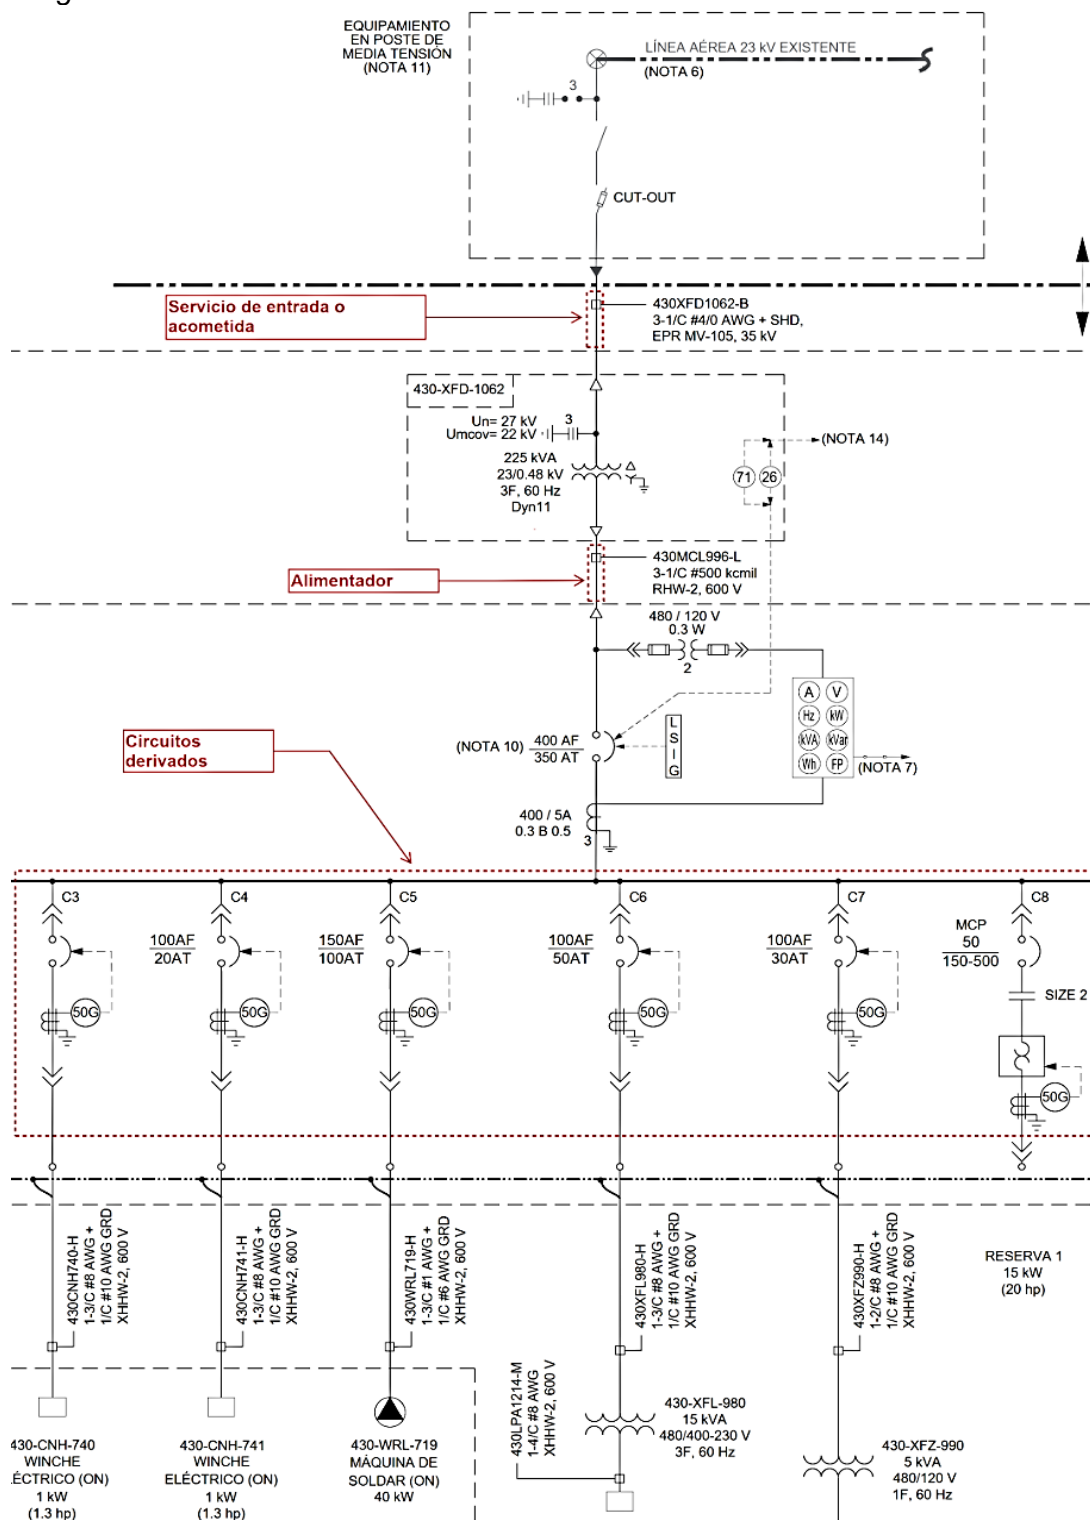 EQUIPAMIENTO
EN POSTE DE
MEDIA TENSIÓN
(NOTA 11)
LÍNEA AÉREA 23 kV EXISTENTE
(NOTA 6)
3
CUT-OUT
Servicio de entrada o
acometida
430XFD1062-B
3-1/C #4/0 AWG + SHD,
EPR MV-105, 35 kV
430-XFD-1062
Un= 27 kV
Umcov= 22 kV
3
225 kVA
23/0.48 kV
3F, 60 Hz
Dyn11
71
26
(NOTA 14)
Alimentador
430MCL996-L
3-1/C #500 kcmil
RHW-2, 600 V
480 / 120 V
0.3 W
2
A V
Hz kW
kVA kVar
Wh FP
(NOTA 7)
Circuitos
derivados
(NOTA 10)
400 AF
350 AT
L
S
I
G
400 / 5A
0.3 B 0.5
3
C3
C4
C5
C6
C7
C8
100AF
20AT
150AF
100AT
100AF
50AT
100AF
30AT
MCP
50
150-500
SIZE 2
50G
50G
50G
50G
50G
50G
430CNH740-H
1-3/C #8 AWG +
1/C #10 AWG GRD
XHHW-2, 600 V
430CNH741-H
1-3/C #8 AWG +
1/C #10 AWG GRD
XHHW-2, 600 V
430WRL719-H
1-3/C #1 AWG +
1/C #6 AWG GRD
XHHW-2, 600 V
430XFL980-H
1-3/C #8 AWG +
1/C #10 AWG GRD
XHHW-2, 600 V
430XFZ990-H
1-2/C #8 AWG +
1/C #10 AWG GRD
XHHW-2, 600 V
RESERVA 1
15 kW
(20 hp)
430LPA1214-M
1-4/C #8 AWG
XHHW-2, 600 V
430-CNH-740
WINCHE
LÉCTRICO (ON)
1 kW
(1.3 hp)
430-CNH-741
WINCHE
ELÉCTRICO (ON)
1 kW
(1.3 hp)
430-WRL-719
MÁQUINA DE
SOLDAR (ON)
40 kW
430-XFL-980
15 kVA
480/400-230 V
3F, 60 Hz
430-XFZ-990
5 kVA
480/120 V
1F, 60 Hz